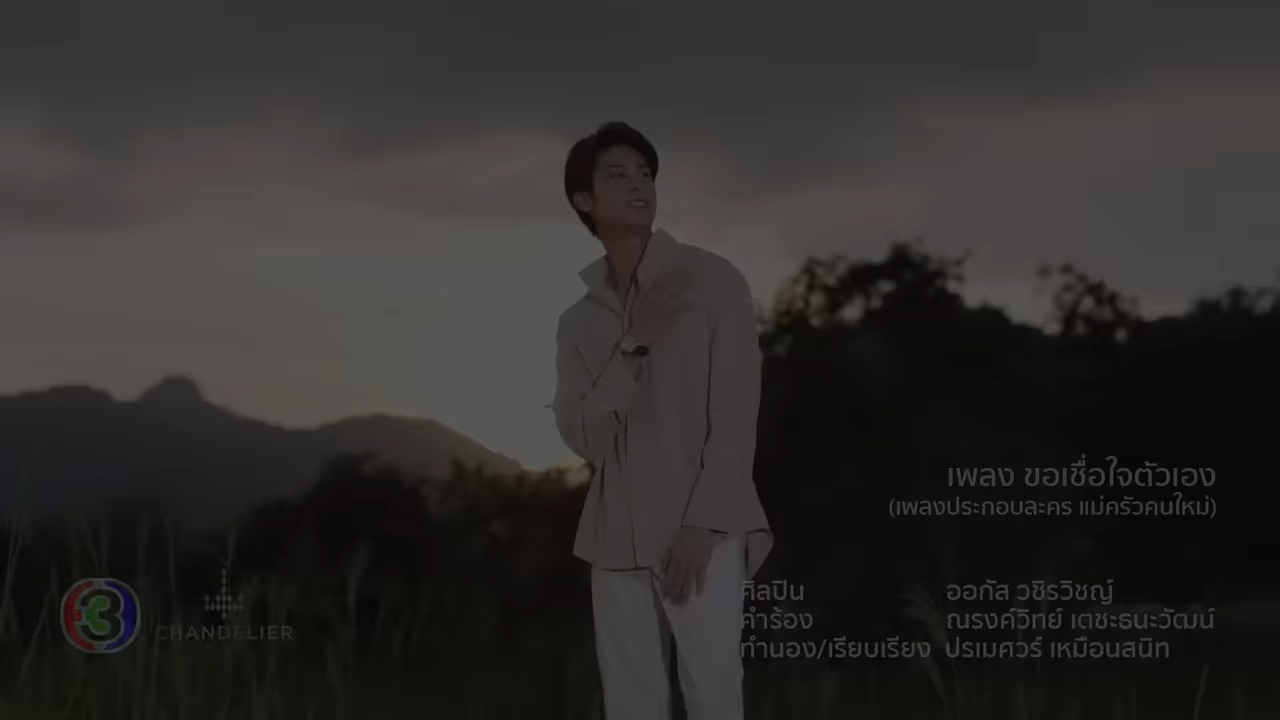 เพลง ขอเชื่อใจตัวเอง
(เพลงประกอบละคร แม่ครัวคนใหม่)
3
CHANDELIER
ศิลปิน ออกัส วชิรวิชญ์
คำร้อง ณรงค์วิทย์ เตชะธนะวัฒน์
ทำนอง/เรียบเรียง ปรเมศวร์ เหมือนสนิท